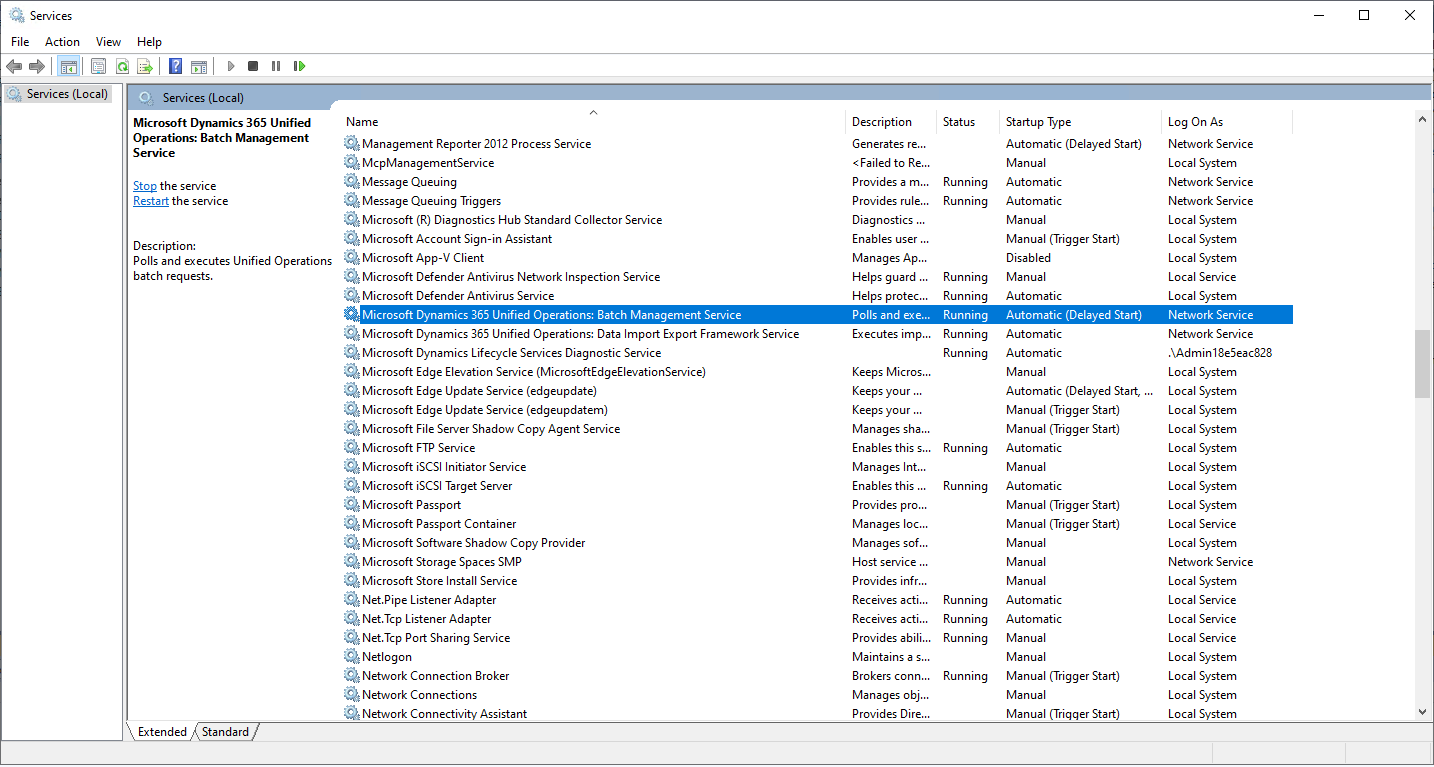 Services
File Action View Help
Services (Local)
Services (Local)
Microsoft Dynamics 365 Unified
Operations: Batch Management
Service
Stop the service
Restart the service
Description:
Polls and executes Unified Operations
batch requests.
Name Description Status Startup Type Log On As
Management Reporter 2012 Process Service Generates re... Automatic (Delayed Start) Network Service
McpManagementService <Failed to Re... Manual Local System
Message Queuing Provides a m... Running Automatic Network Service
Message Queuing Triggers Provides rule... Running Automatic Network Service
Microsoft (R) Diagnostics Hub Standard Collector Service Diagnostics ... Manual Local System
Microsoft Account Sign-in Assistant Enables user ... Manual (Trigger Start) Local System
Microsoft App-V Client Manages Ap... Disabled Local System
Microsoft Defender Antivirus Network Inspection Service Helps guard ... Running Manual Local Service
Microsoft Defender Antivirus Service Helps protec... Running Automatic Local System
Microsoft Dynamics 365 Unified Operations: Batch Management Service Polls and exe... Running Automatic (Delayed Start) Network Service
Microsoft Dynamics 365 Unified Operations: Data Import Export Framework Service Executes imp... Running Automatic Network Service
Microsoft Dynamics Lifecycle Services Diagnostic Service Running Automatic .\Admin18e5eac828
Microsoft Edge Elevation Service (MicrosoftEdgeElevationService) Keeps Micros... Manual Local System
Microsoft Edge Update Service (edgeupdate) Keeps your ... Automatic (Delayed Start, ... Local System
Microsoft Edge Update Service (edgeupdatem) Keeps your ... Manual (Trigger Start) Local System
Microsoft File Server Shadow Copy Agent Service Manages sha... Manual (Trigger Start) Local System
Microsoft FTP Service Enables this s... Running Automatic Local System
Microsoft iSCSI Initiator Service Manages Int... Manual Local System
Microsoft iSCSI Target Server Enables this ... Running Automatic Local System
Microsoft Passport Provides pro... Manual (Trigger Start) Local System
Microsoft Passport Container Manages loc... Manual (Trigger Start) Local Service
Microsoft Software Shadow Copy Provider Manages sof... Manual Local System
Microsoft Storage Spaces SMP Host service ... Manual Network Service
Microsoft Store Install Service Provides infr... Manual Local System
Net.Pipe Listener Adapter Receives acti... Running Automatic Local Service
Net.Tcp Listener Adapter Receives acti... Running Automatic Local Service
Net.Tcp Port Sharing Service Provides abili... Running Manual Local Service
Netlogon Maintains a s... Manual Local System
Network Connection Broker Brokers conn... Running Manual (Trigger Start) Local System
Network Connections Manages obj... Manual Local System
Network Connectivity Assistant Provides Dire... Manual (Trigger Start) Local System
Extended Standard